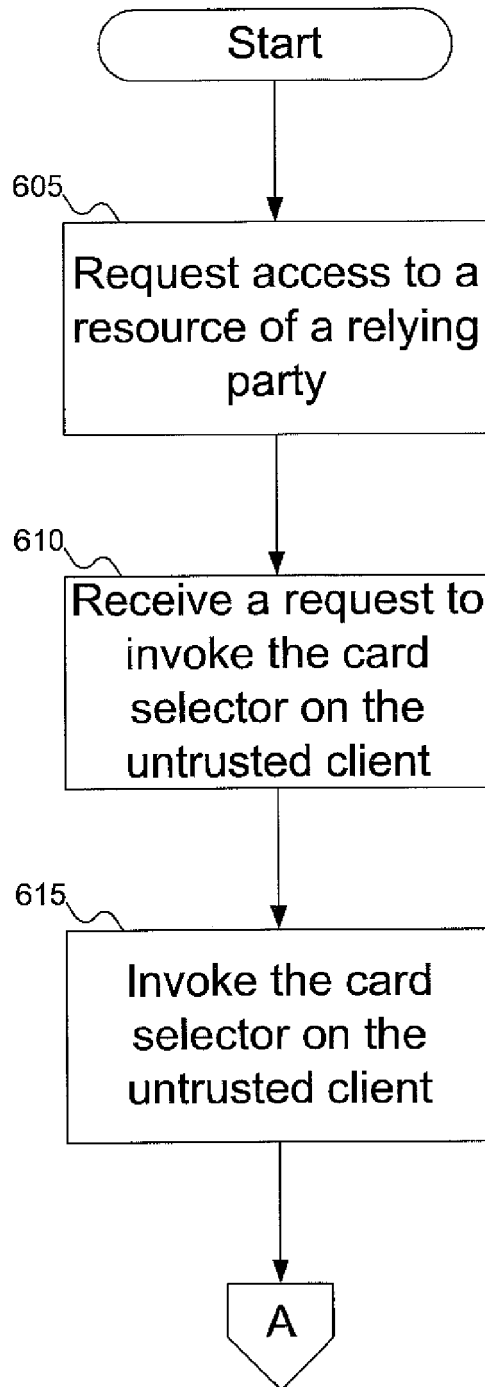 Start
605
Request access to a
resource of a relying
party
610
Receive a request to
invoke the card
selector on the
untrusted client
615
Invoke the card
selector on the
untrusted client
A